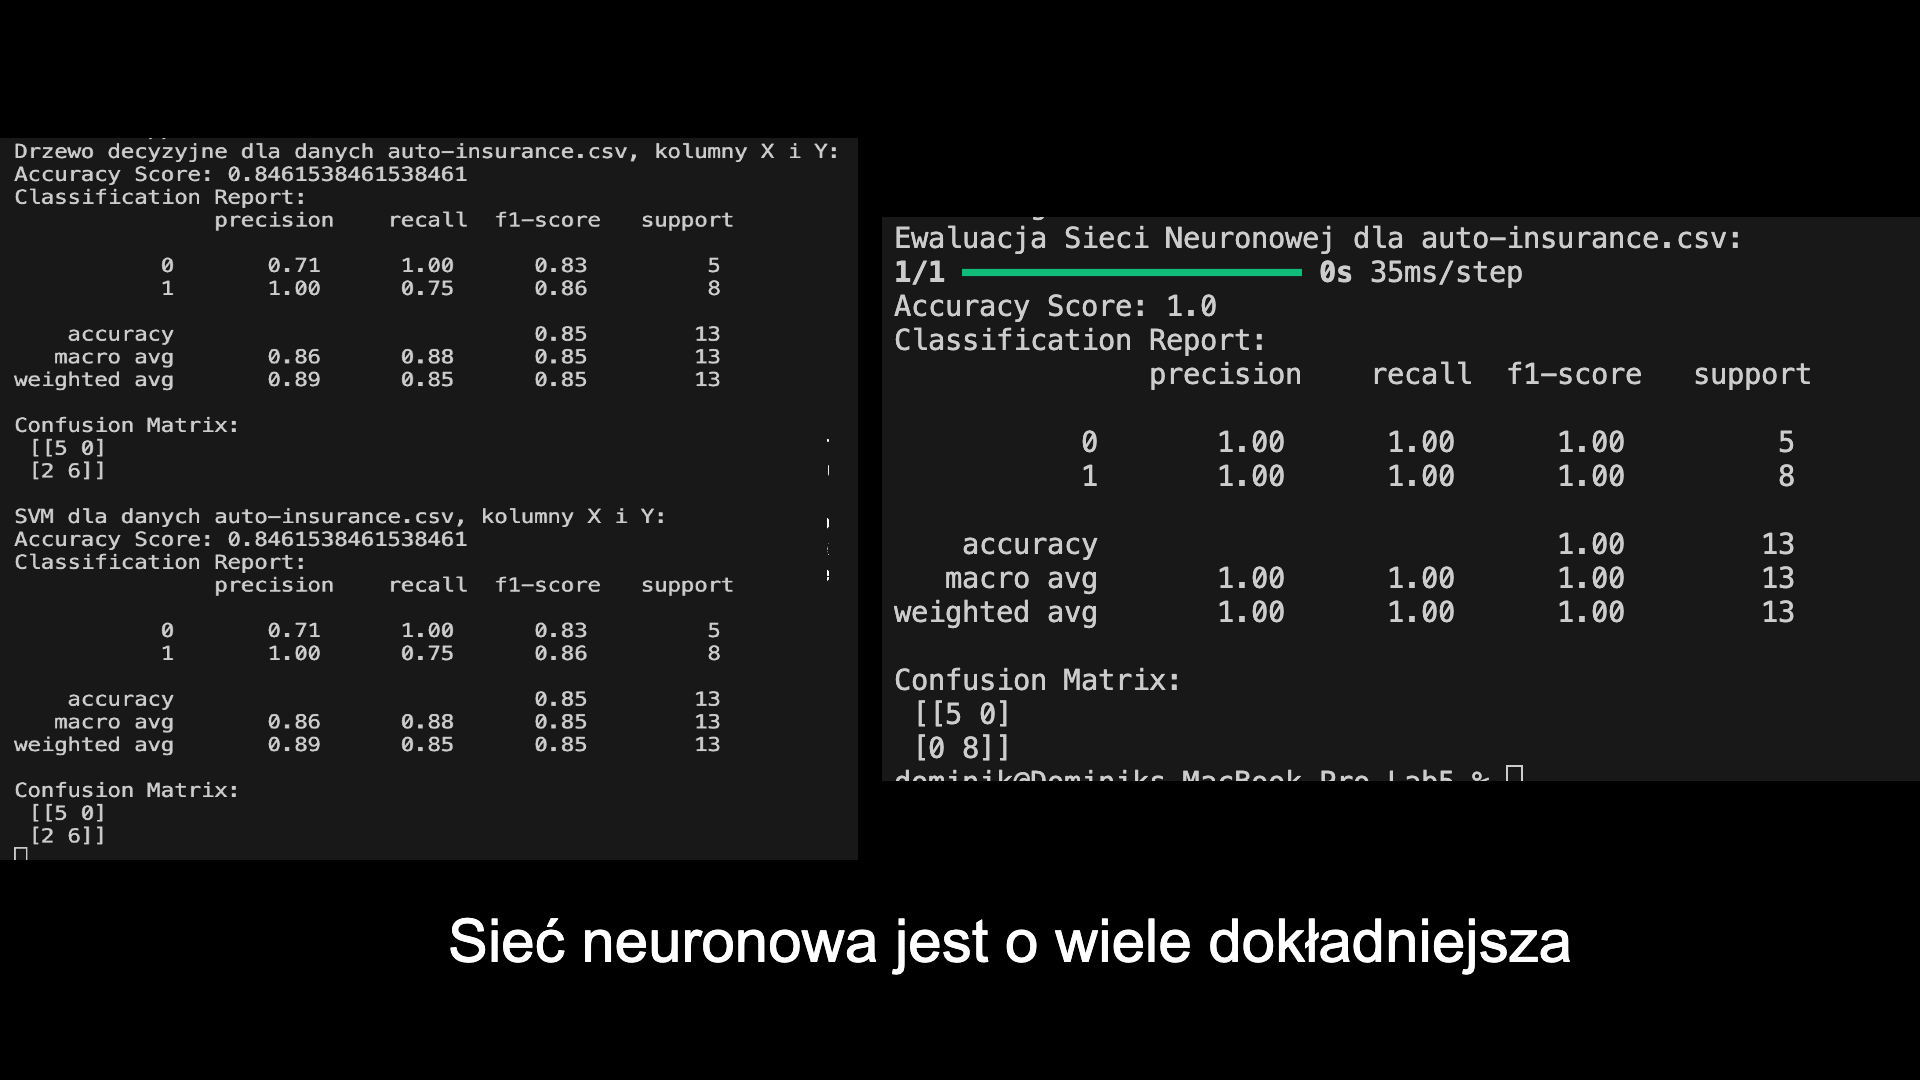 Drzewo decyzyjne dla danych auto-insurance.csv, kolumny X i Y:
Accuracy Score: 0.8461538461538461
Classification Report:
precision recall f1-score support
0 0.71 1.00 0.83 5
1 1.00 0.75 0.86 8
accuracy 0.85 13
macro avg 0.86 0.88 0.85 13
weighted avg 0.89 0.85 0.85 13
Confusion Matrix:
[[5 0]
[2 6]]
SVM dla danych auto-insurance.csv, kolumny X i Y:
Accuracy Score: 0.8461538461538461
Classification Report:
precision recall f1-score support
0 0.71 1.00 0.83 5
1 1.00 0.75 0.86 8
accuracy 0.85 13
macro avg 0.86 0.88 0.85 13
weighted avg 0.89 0.85 0.85 13
Confusion Matrix:
[[5 0]
[2 6]]
Ewaluacja Sieci Neuronowej dla auto-insurance.csv:
1/1 0s 35ms/step
Accuracy Score: 1.0
Classification Report:
precision recall f1-score support
0 1.00 1.00 1.00 5
1 1.00 1.00 1.00 8
accuracy 1.00 13
macro avg 1.00 1.00 1.00 13
weighted avg 1.00 1.00 1.00 13
Confusion Matrix:
[[5 0]
[0 8]]
dominik@Dominiks-MacBook-Pro Lab5 %
Sieć neuronowa jest o wiele dokładniejsza